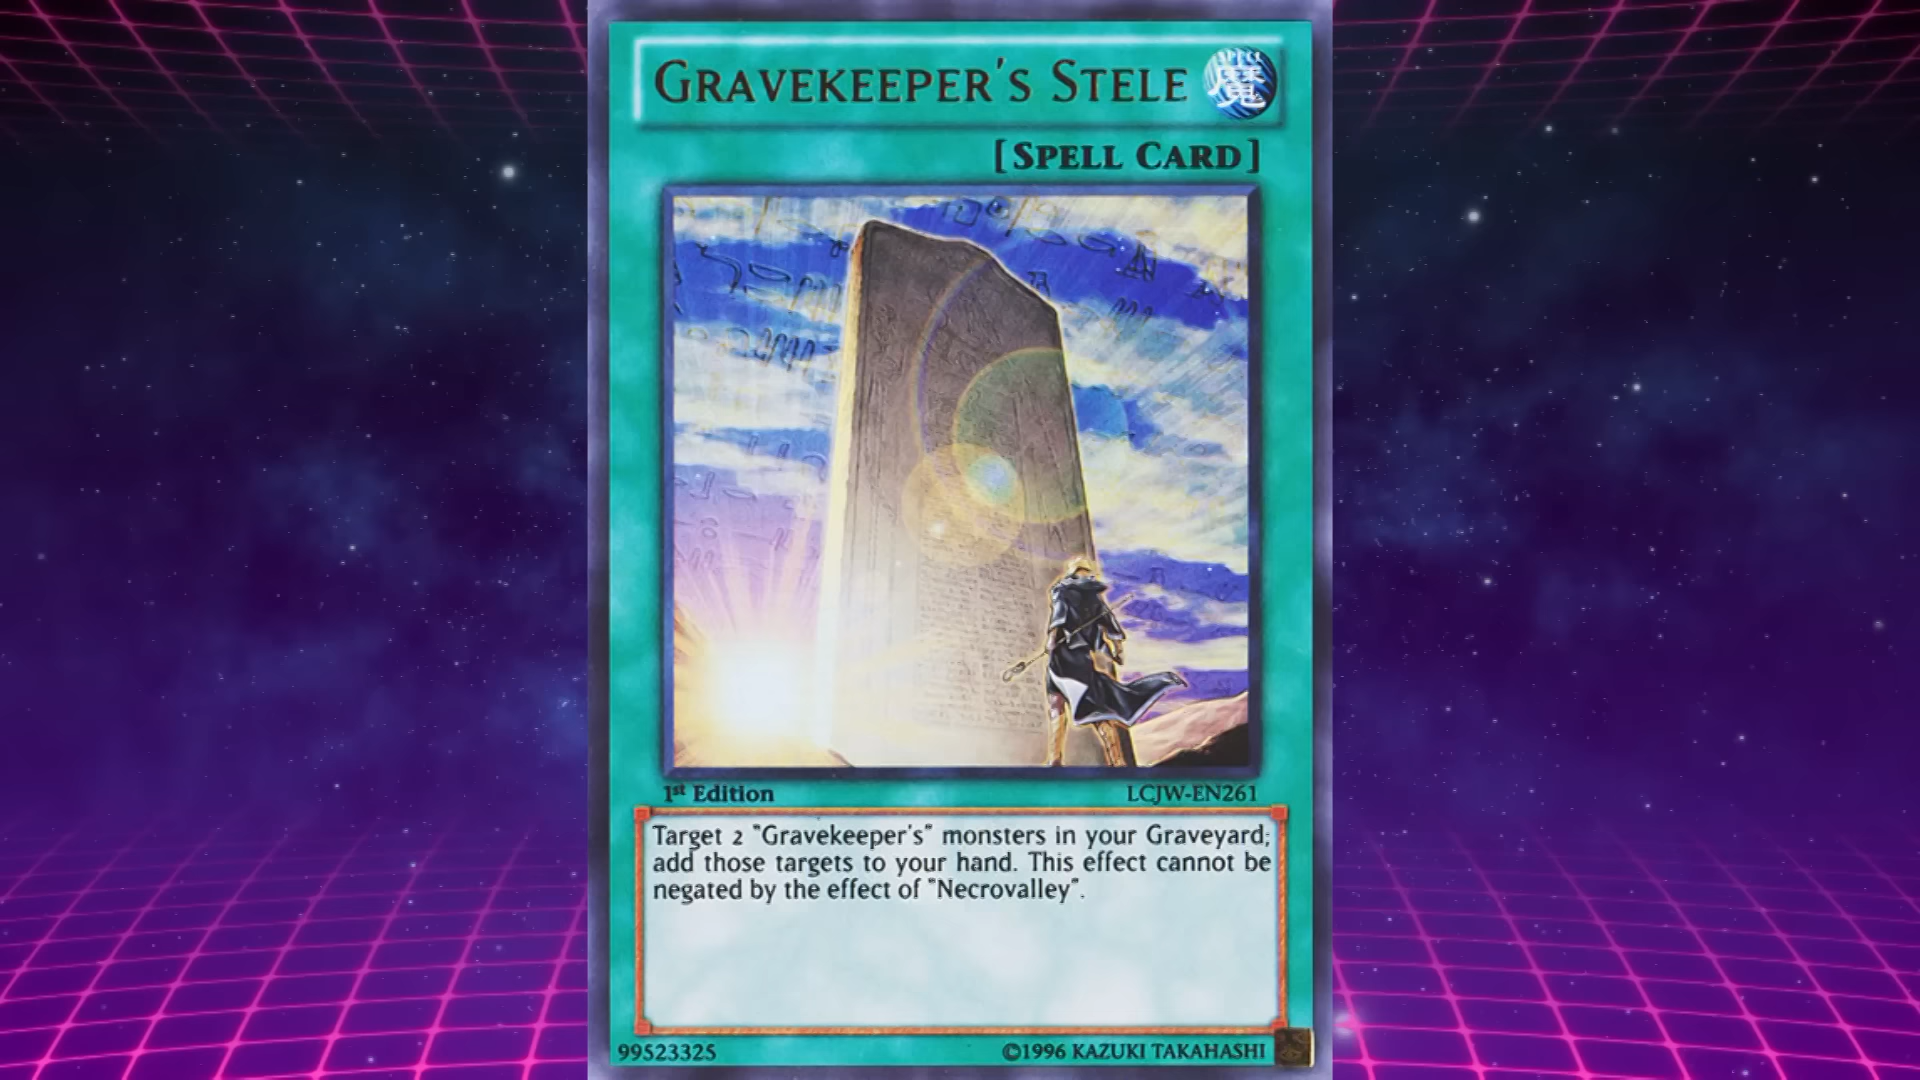 GRAVEKEEPER'S STELE 魔
[SPELL CARD]
1st Edition LCJW-EN261
Target 2 "Gravekeeper's" monsters in your Graveyard;
add those targets to your hand. This effect cannot be
negated by the effect of "Necrovalley".
99523325 ©1996 KAZUKI TAKAHASHI